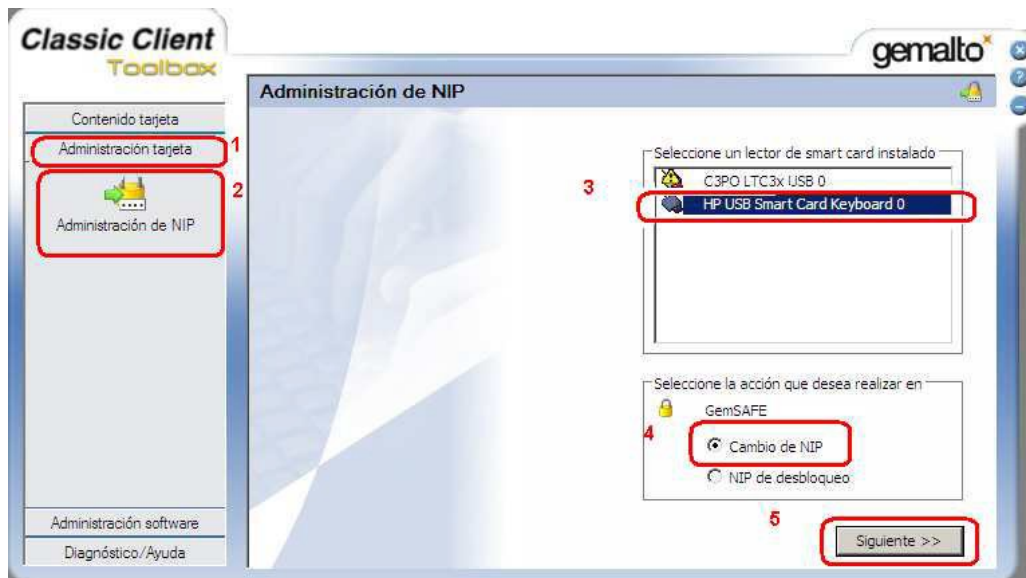 Classic Client
Toolbox
gemalto
Administración de NIP
Contenido tarjeta
Administración tarjeta
1
2
Administración de NIP
3
Seleccione un lector de smart card instalado
C3PO LTC3x USB 0
HP USB Smart Card Keyboard 0
Seleccione la acción que desea realizar en
GemSAFE
4
Cambio de NIP
NIP de desbloqueo
5
Siguiente >>
Administración software
Diagnóstico/Ayuda